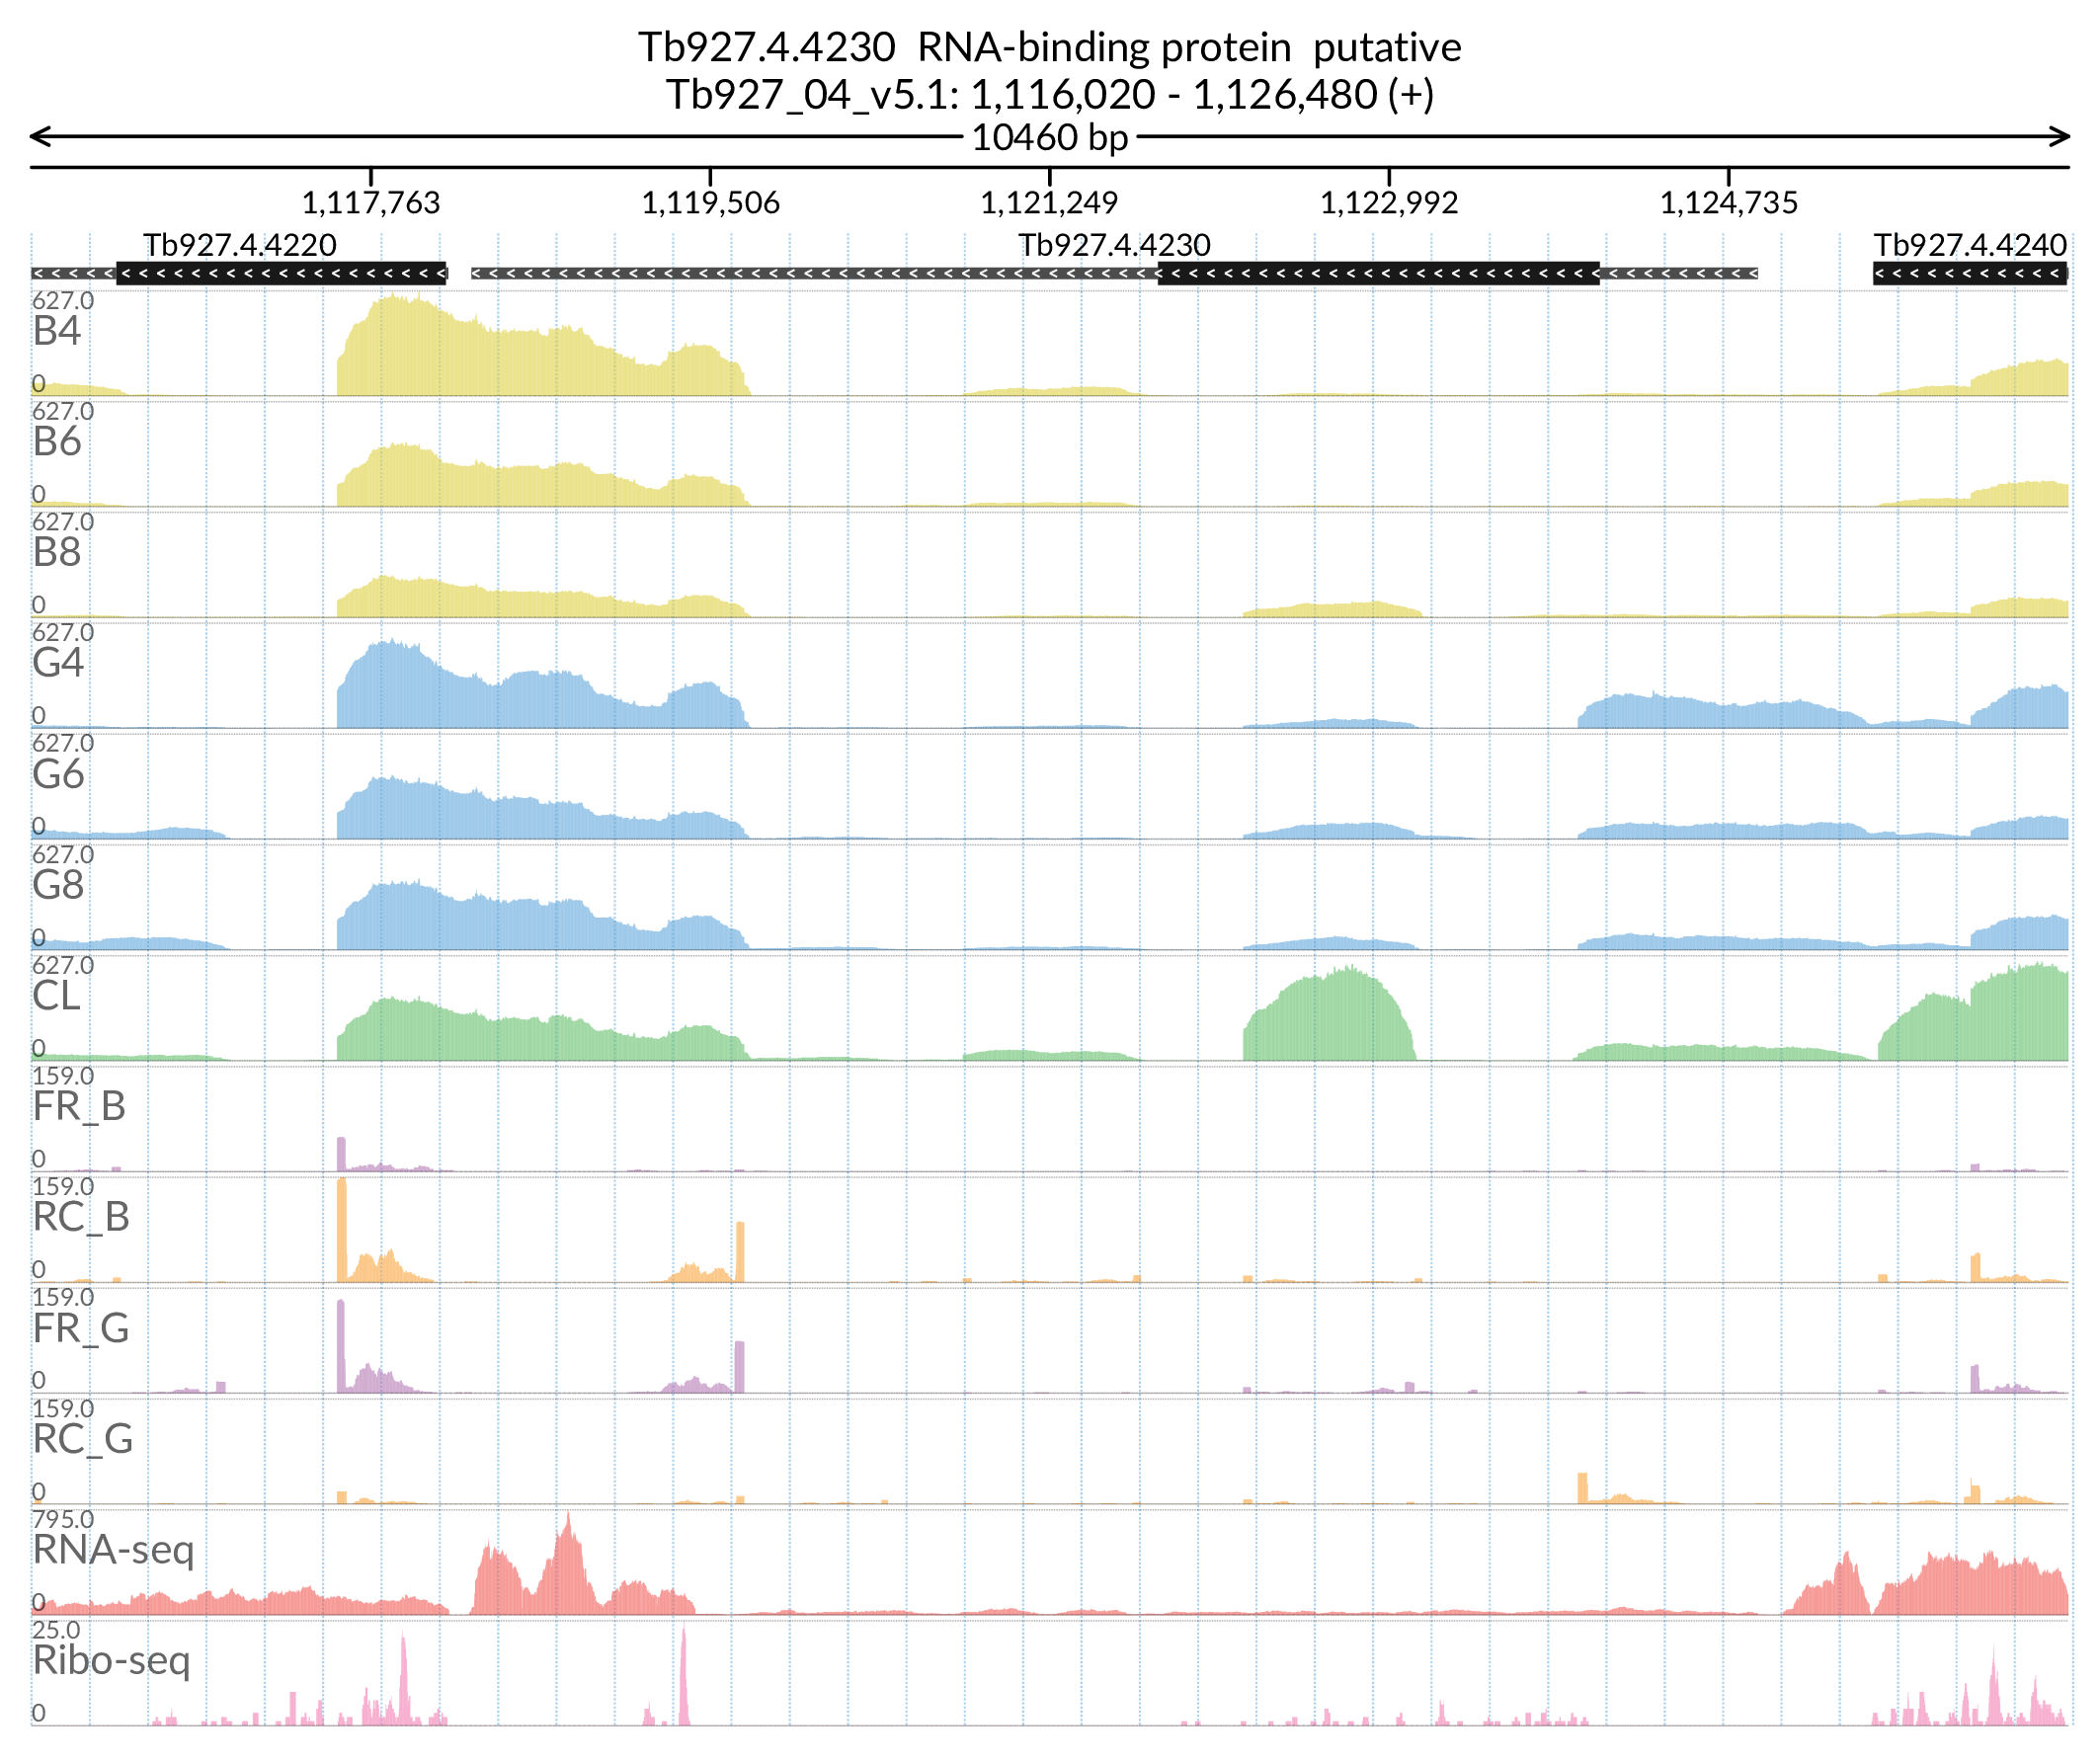 Tb927.4.4230 RNA-binding protein putative
Tb927_04_v5.1: 1,116,020 - 1,126,480 (+)
10460 bp
1,117,763 1,119,506 1,121,249 1,122,992 1,124,735
Tb927.4.4220 Tb927.4.4230 Tb927.4.4240
627.0
B4
0
627.0
B6
0
627.0
B8
0
627.0
G4
0
627.0
G6
0
627.0
G8
0
627.0
CL
0
159.0
FR_B
0
159.0
RC_B
0
159.0
FR_G
0
159.0
RC_G
0
795.0
RNA-seq
0
25.0
Ribo-seq
0